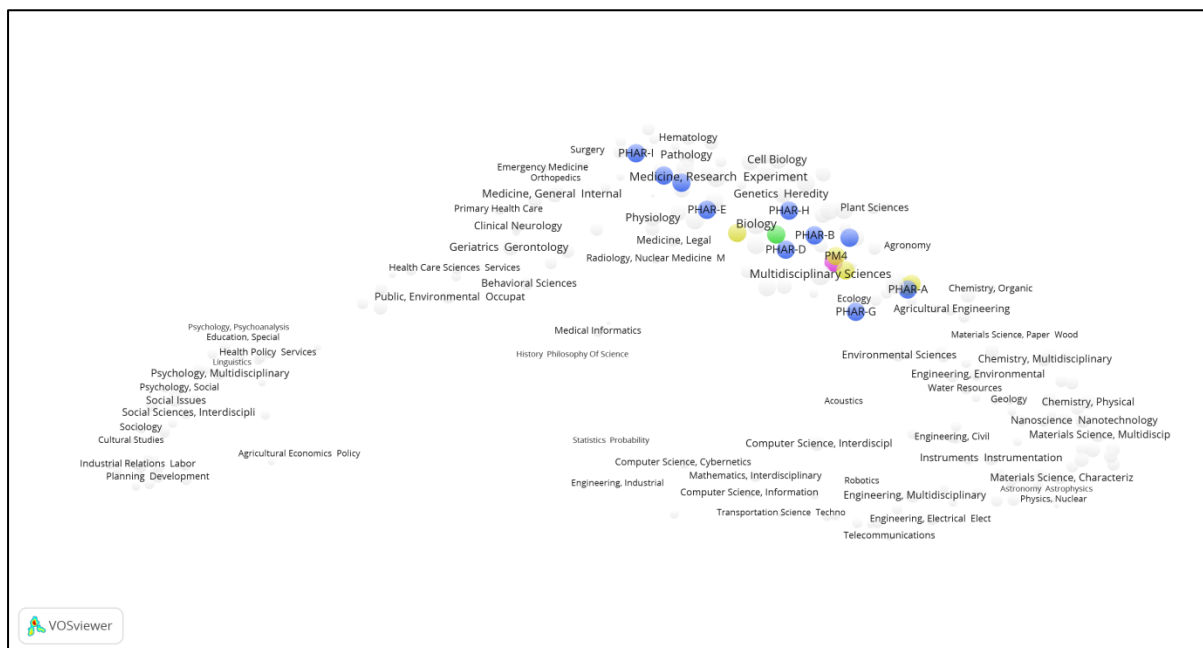 Hematology
Surgery
PHAR-I
Pathology
Cell Biology
Emergency Medicine
Orthopedics
Medicine, Research Experiment
Medicine, General Internal
Genetics Heredity
Primary Health Care
PHAR-E
PHAR-H
Plant Sciences
Physiology
Biology
Clinical Neurology
PHAR-B
Medicine, Legal
Geriatrics Gerontology
PHAR-D
Agronomy
Radiology, Nuclear Medicine M
PM4
Health Care Sciences Services
Multidisciplinary Sciences
Behavioral Sciences
PHAR-A
Chemistry, Organic
Public, Environmental Occupat
Ecology
PHAR-G
Agricultural Engineering
Psychology, Psychoanalysis
Medical Informatics
Education, Special
Materials Science, Paper Wood
Health Policy Services
History Philosophy Of Science
Environmental Sciences
Chemistry, Multidisciplinary
Linguistics
Psychology, Multidisciplinary
Engineering, Environmental
Psychology, Social
Water Resources
Social Issues
Acoustics
Geology
Chemistry, Physical
Social Sciences, Interdiscipli
Nanoscience Nanotechnology
Sociology
Cultural Studies
Statistics Probability
Computer Science, Interdiscipl
Engineering, Civil
Materials Science, Multidiscip
Agricultural Economics Policy
Industrial Relations Labor
Computer Science, Cybernetics
Instruments Instrumentation
Planning Development
Engineering, Industrial
Mathematics, Interdisciplinary
Robotics
Materials Science, Characteriz
Computer Science, Information
Engineering, Multidisciplinary
Astronomy Astrophysics
Physics, Nuclear
Transportation Science Techno
Engineering, Electrical Elect
Telecommunications
VOSviewer